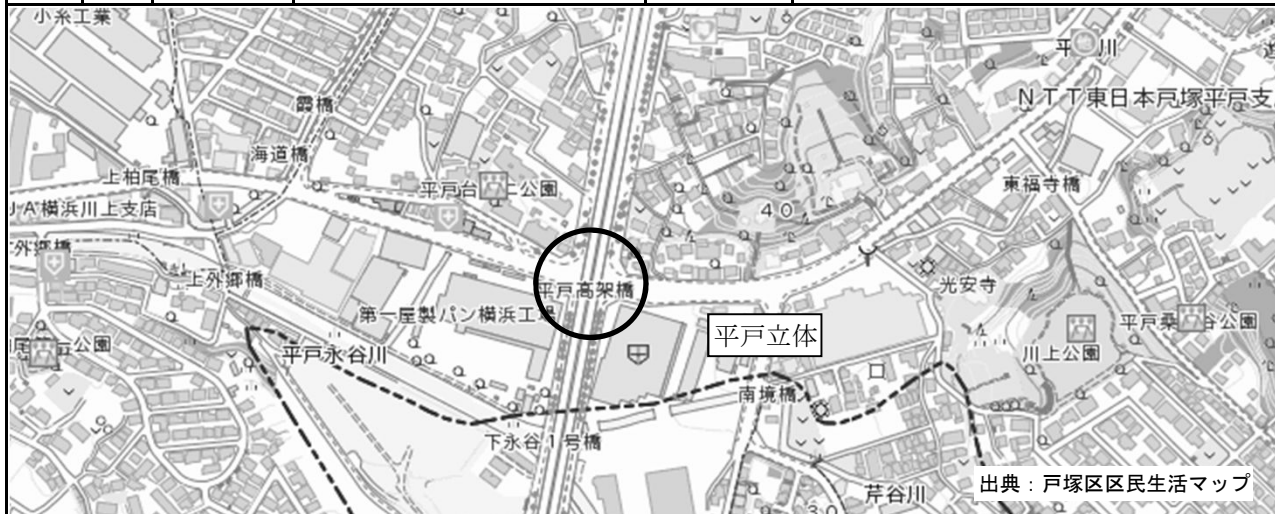 小糸工業
平
川
NTT東日本戸塚平戸支
霞橋
海道橋
上柏尾橋
平戸台
公園
東福寺橋
JA横浜川上支店
40
外郷橋
上外郷橋
平戸高架橋
光安寺
第一屋製パン横浜工場
平戸立体
公園
平戸永谷川
川上公園
平戸桑
谷公園
南境橋
下永谷1号橋
芹谷川
出典：戸塚区区民生活マップ
30